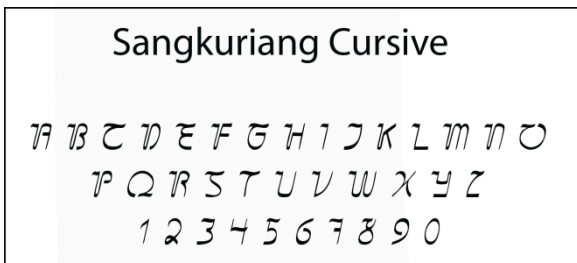 Sangkuriang Cursive
A B C D E F G H I J K L M N O
P Q R S T U V W X Y Z
1 2 3 4 5 6 7 8 9 0